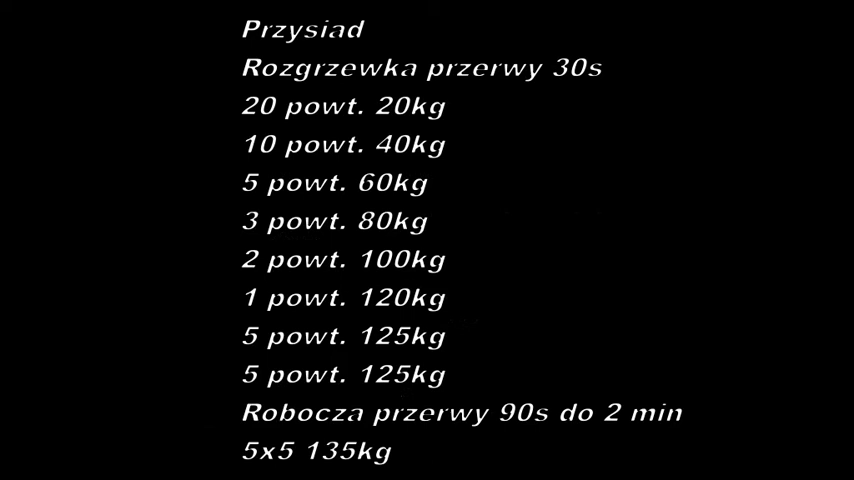 Przysiad
Rozgrzewka przerwy 30s
20 powt. 20kg
10 powt. 40kg
5 powt. 60kg
3 powt. 80kg
2 powt. 100kg
1 powt. 120kg
5 powt. 125kg
5 powt. 125kg
Robocza przerwy 90s do 2 min
5x5 135kg